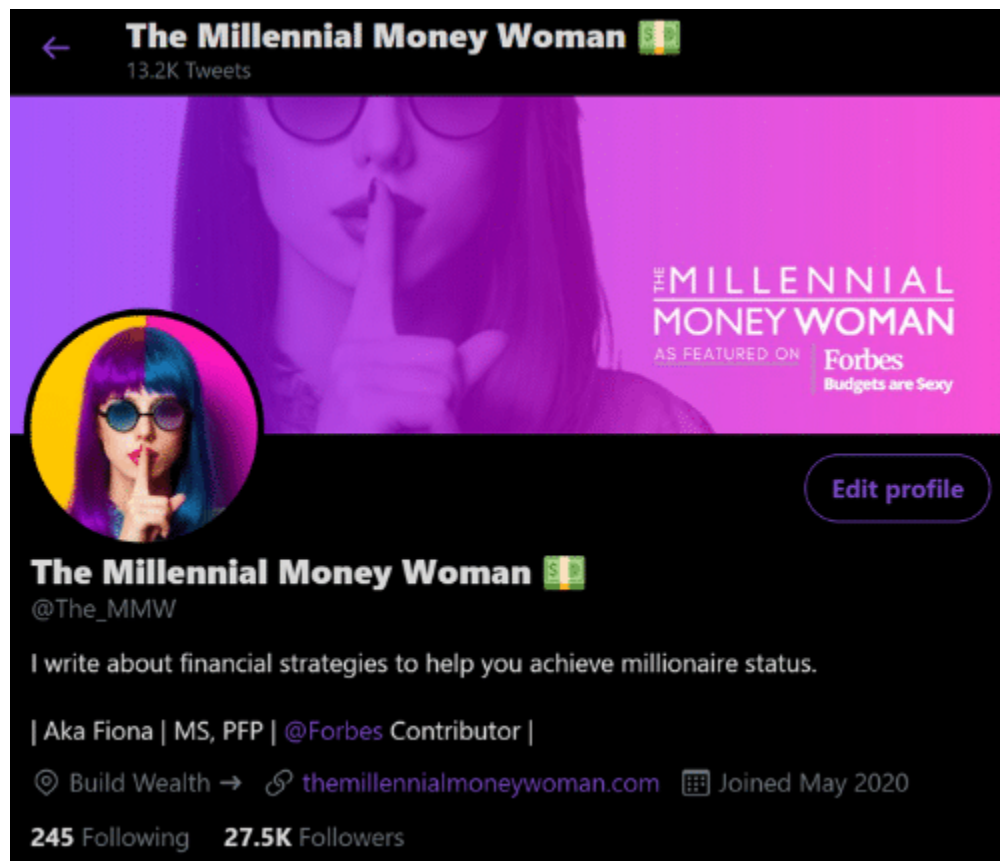 The Millennial Money Woman 💵
13.2K Tweets
THE MILLENNIAL
MONEY WOMAN
AS FEATURED ON
Forbes
Budgets are $exy
Edit profile
The Millennial Money Woman 💵
@The_MMW
I write about financial strategies to help you achieve millionaire status.
| Aka Fiona | MS, PFP | @Forbes Contributor |
Build Wealth → themillennialmoneywoman.com Joined May 2020
245 Following 27.5K Followers